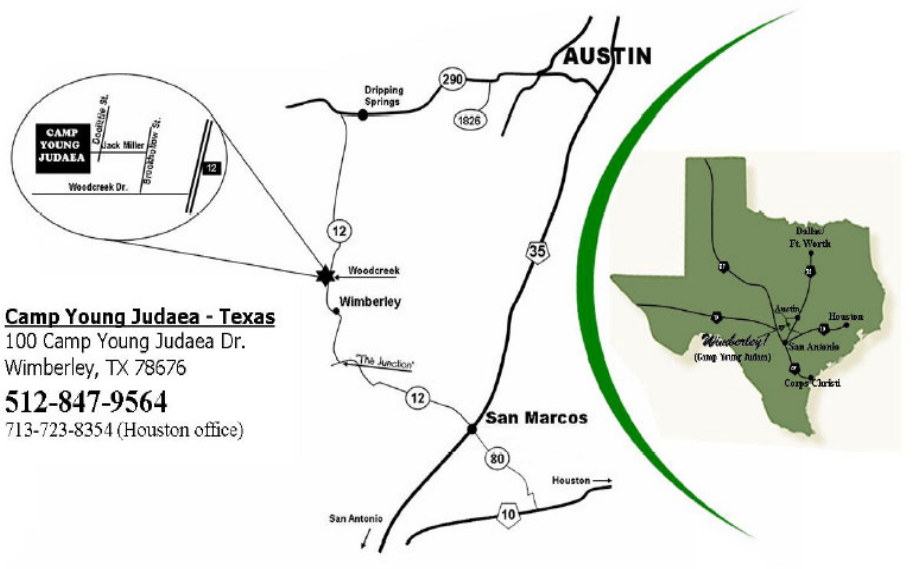 AUSTIN
290
Dripping
Springs
1826
CAMP
YOUNG
JUDAEA
Doolittle St.
Jack Miller
Brookhollow St.
12
Woodcreek Dr.
12
35
Woodcreek
Wimberley
"The Junction"
12
San Marcos
80
Houston
10
San Antonio
Camp Young Judaea - Texas
100 Camp Young Judaea Dr.
Wimberley, TX 78676
512-847-9564
713-723-8354 (Houston office)
Dallas/
Ft. Worth
Austin
Houston
Wimberley!
(Camp Young Judaea)
San Antonio
Corps Christi